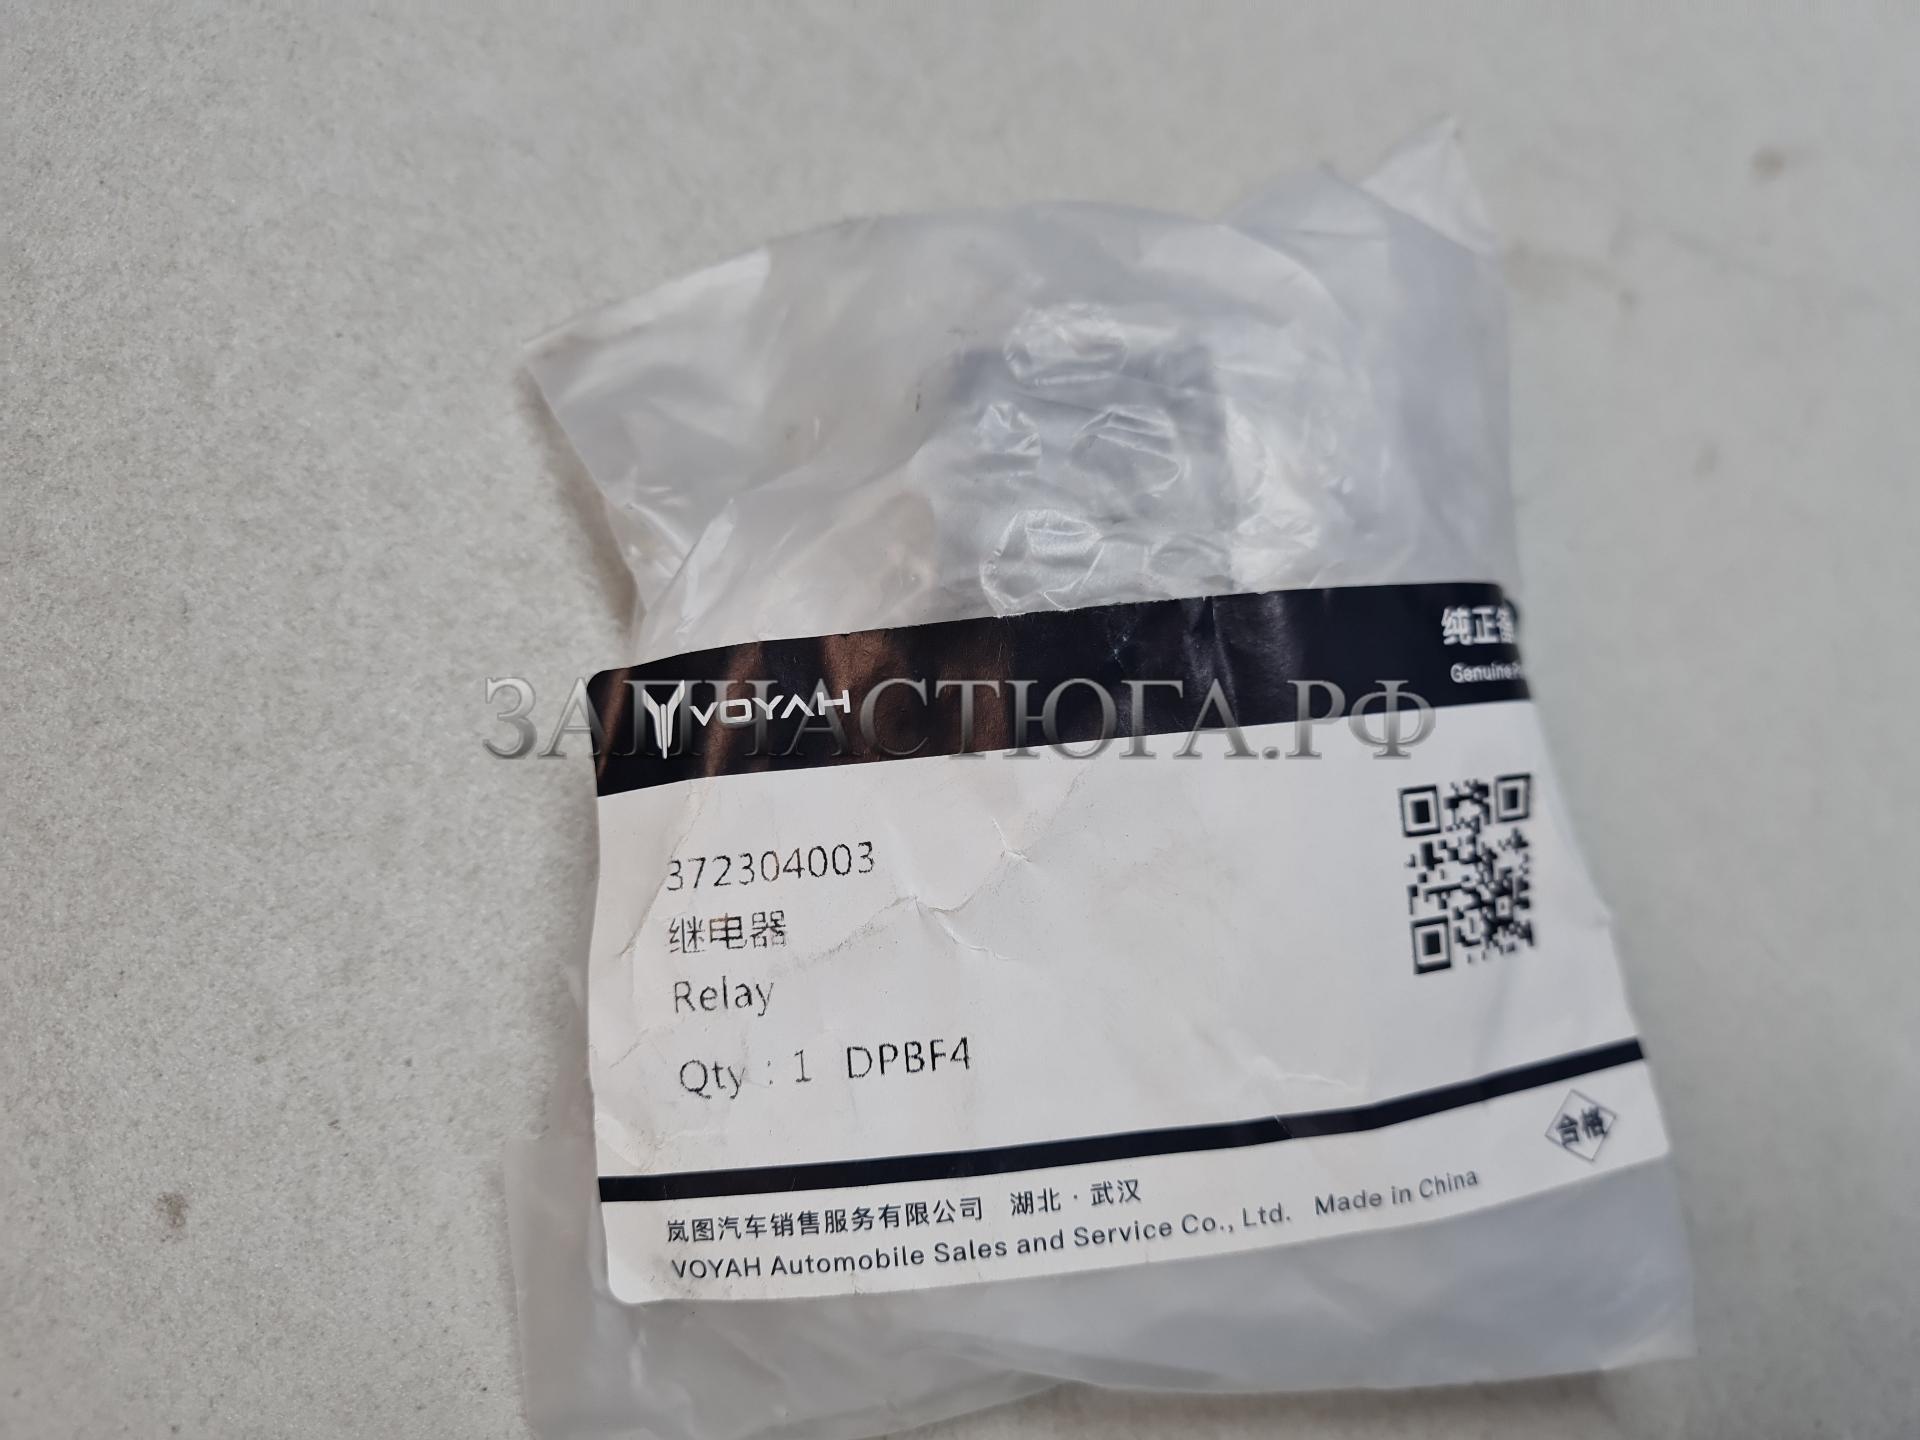 纯正备
Genuine
VOYAH
ЗАПЧАСТЮГА.РФ
372304003
继电器
Relay
Qty : 1 DPBF4
合格
岚图汽车销售服务有限公司 湖北 · 武汉
VOYAH Automobile Sales and Service Co., Ltd. Made in China